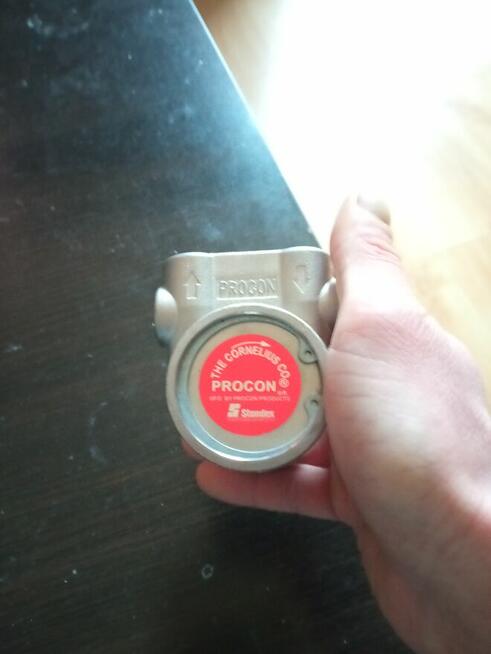 PROCON
THE CORNELIUS CO.
PROCON®
MFD. BY PROCON PRODUCTS
Standex